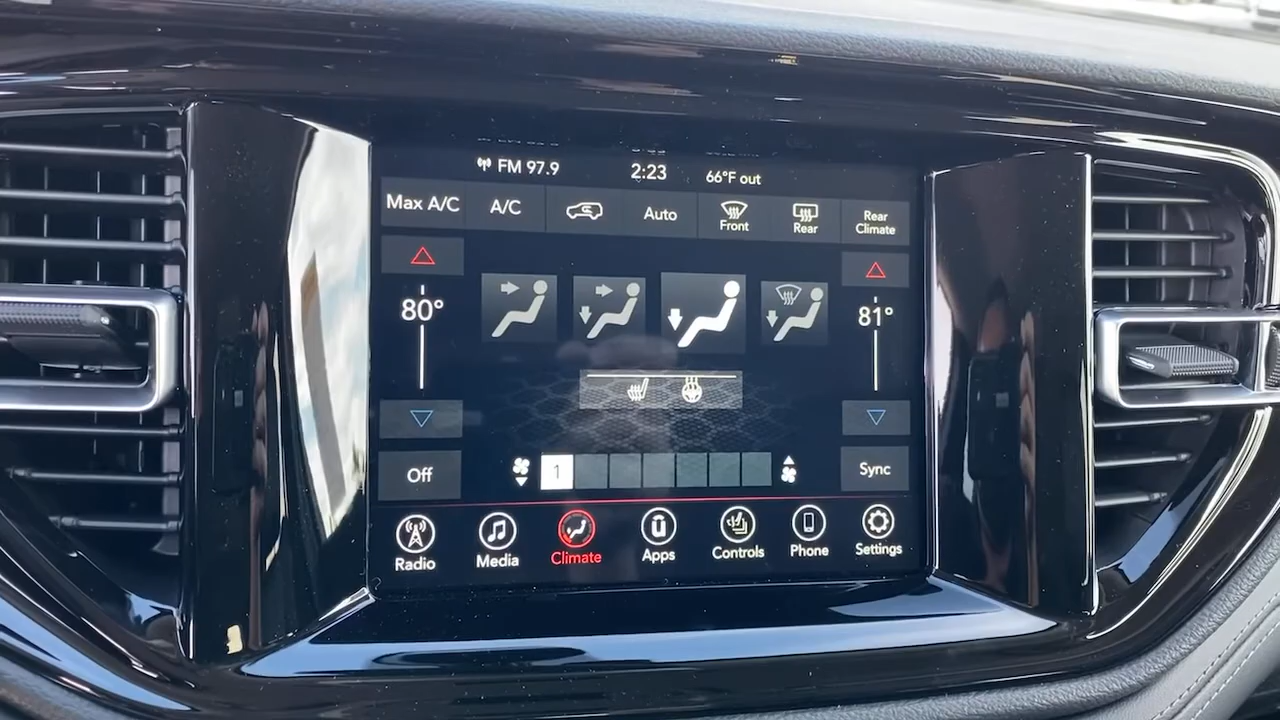 FM 97.9
2:23
66°F out
Max A/C
A/C
Auto
Front
Rear
Rear
Climate
80°
81°
Off
1
Sync
Radio
Media
Climate
Apps
Controls
Phone
Settings